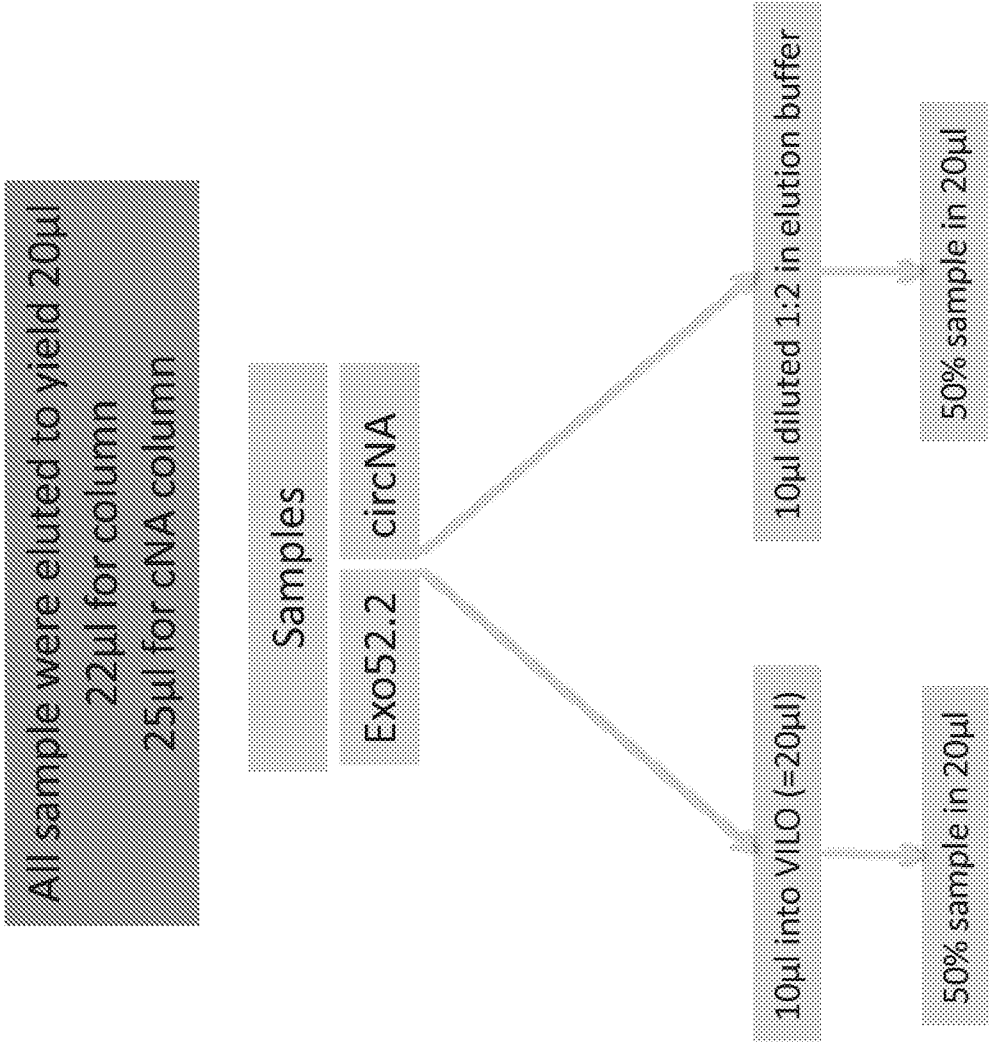 All sample were eluted to yield 20µl
22µl for column
25µl for cNA column
Samples
Exo52.2
circNA
10µl into VILO (=20µl)
10µl diluted 1:2 in elution buffer
50% sample in 20µl
50% sample in 20µl